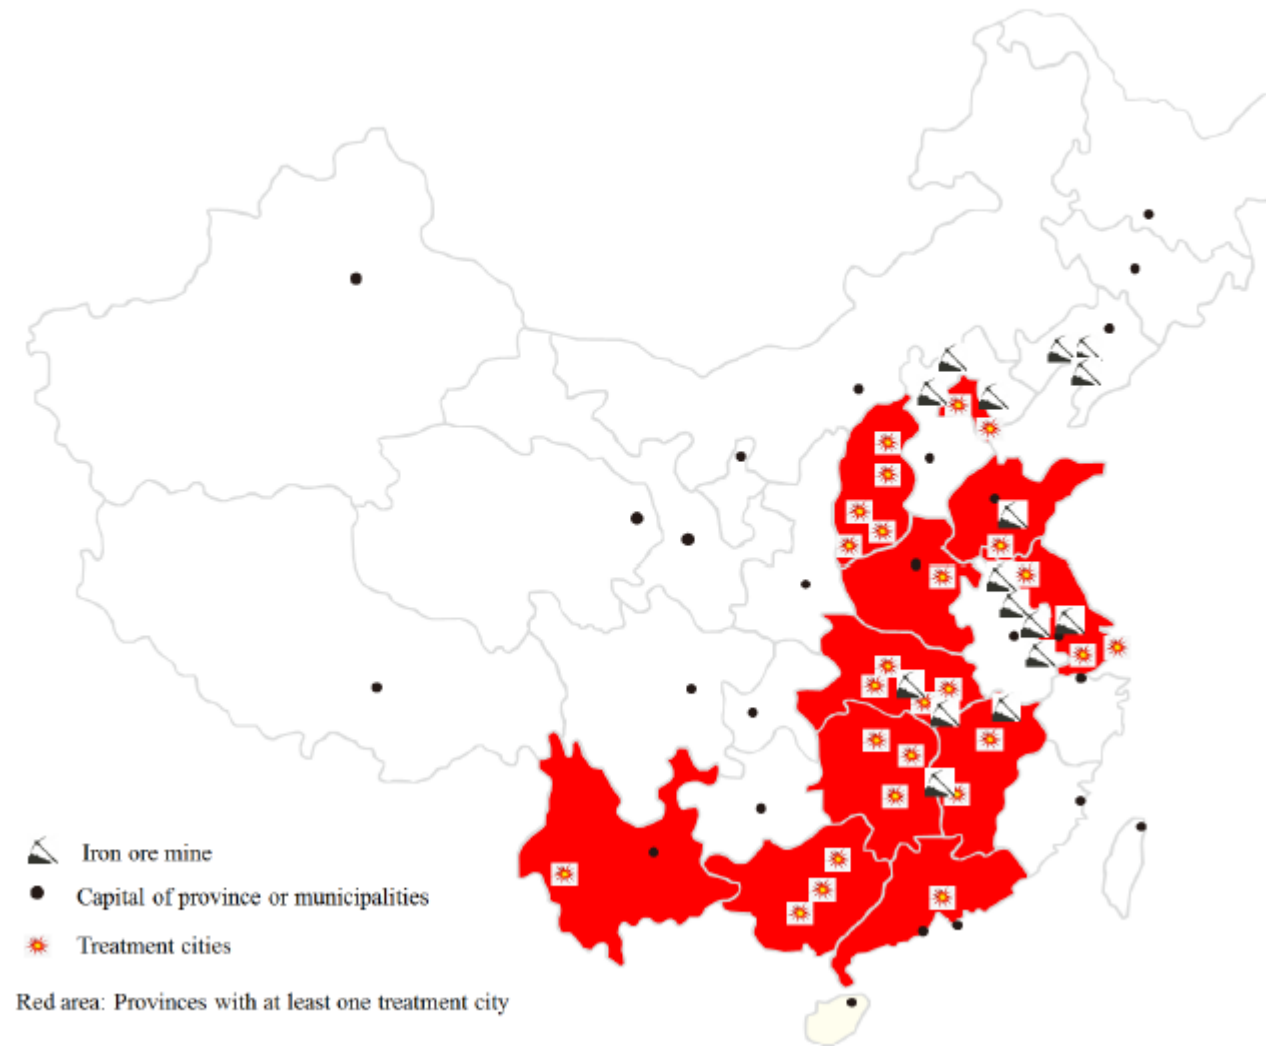 Iron ore mine
Capital of province or municipalities
Treatment cities
Red area: Provinces with at least one treatment city